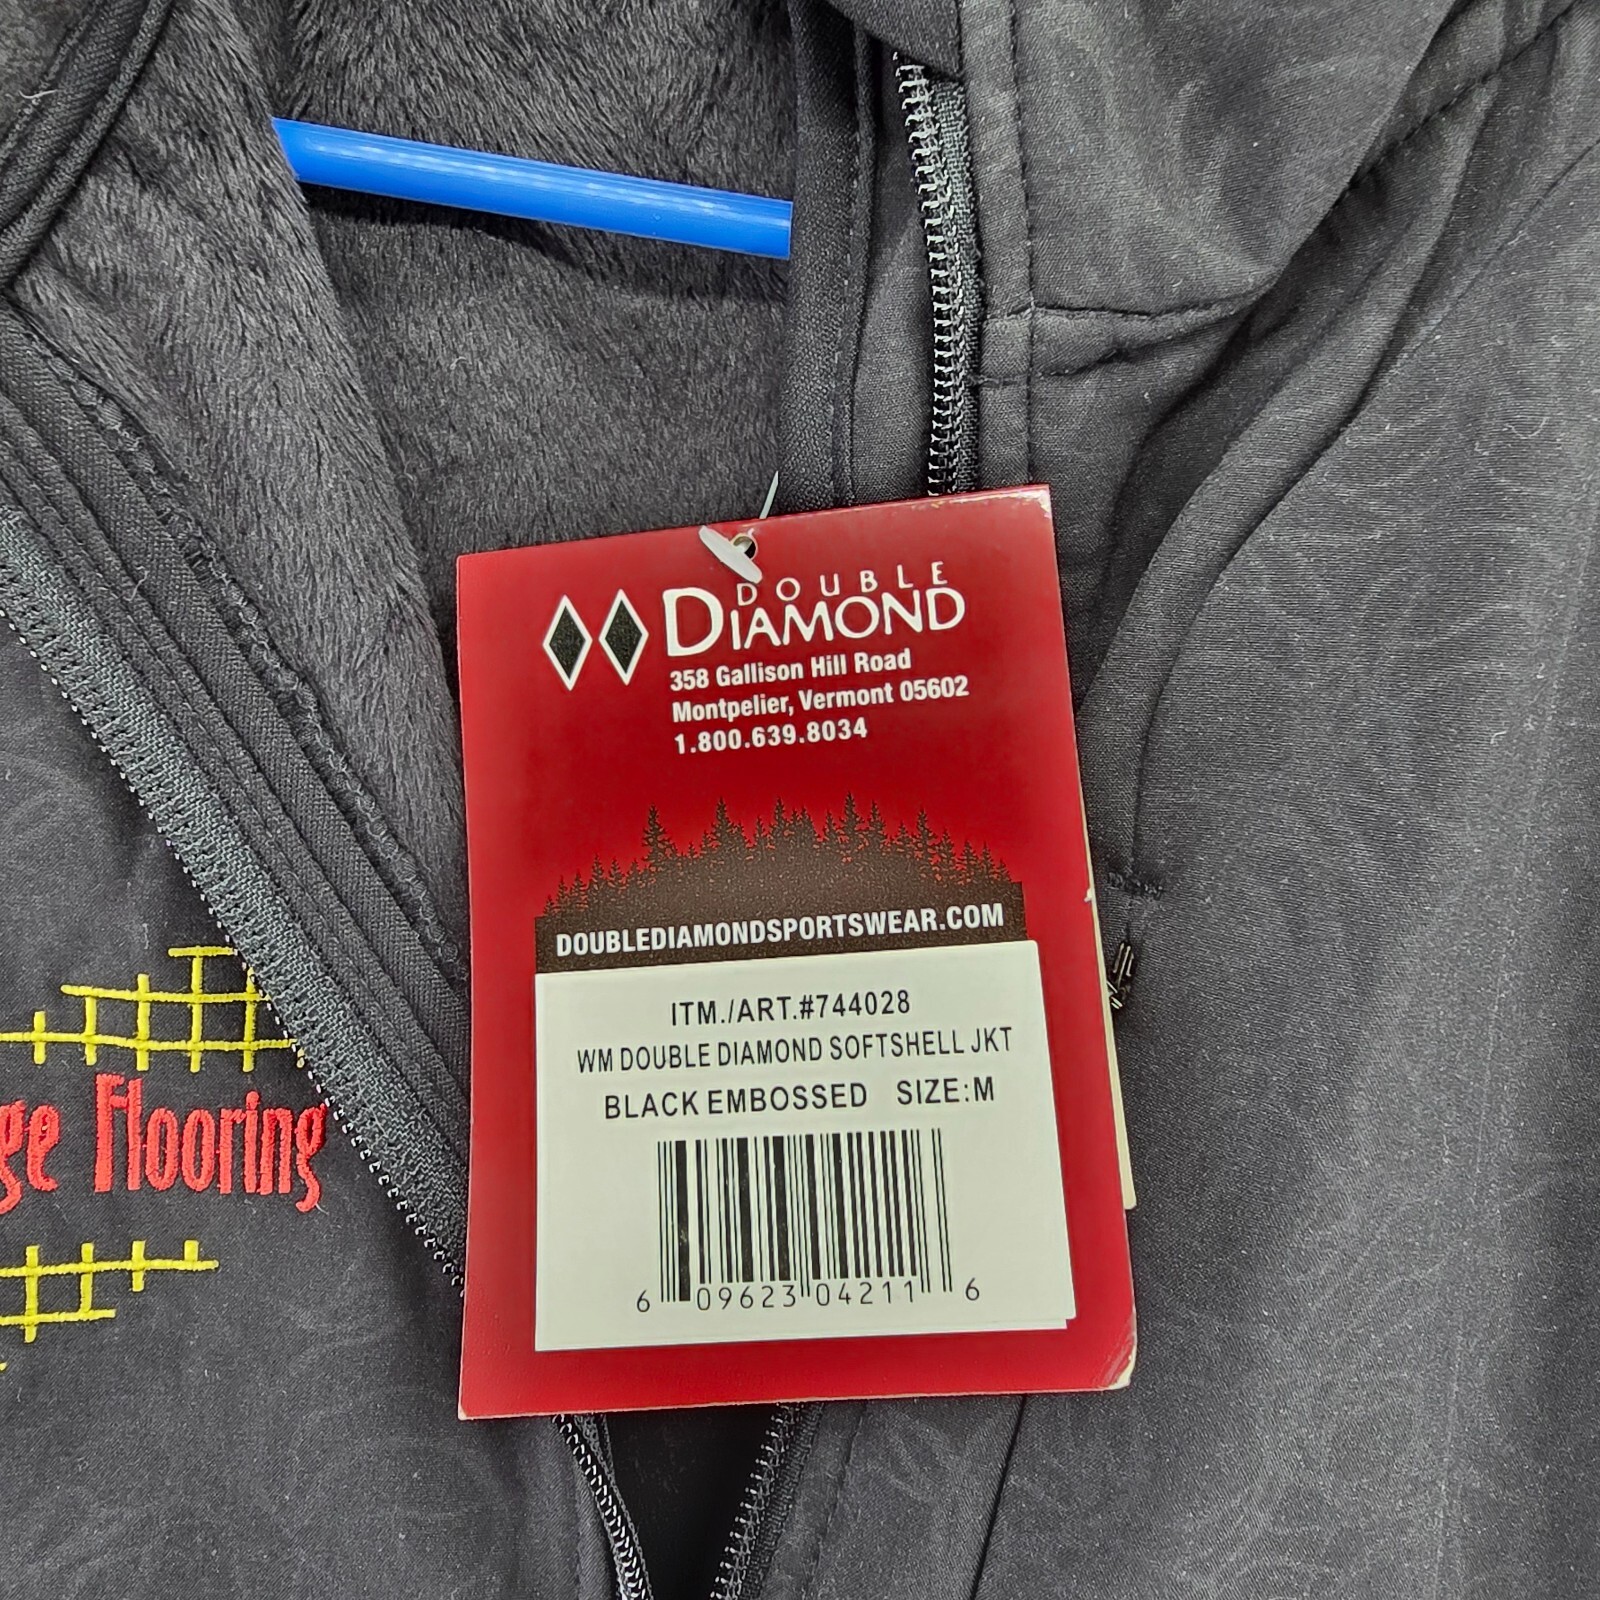 DOUBLE
DIAMOND
358 Gallison Hill Road
Montpelier, Vermont 05602
1.800.639.8034
DOUBLEDIAMONDSPORTSWEAR.COM
ITM./ART.#744028
WM DOUBLE DIAMOND SOFTSHELL JKT
BLACK EMBOSSED SIZE:M
6 09623 04211 6
ge Flooring